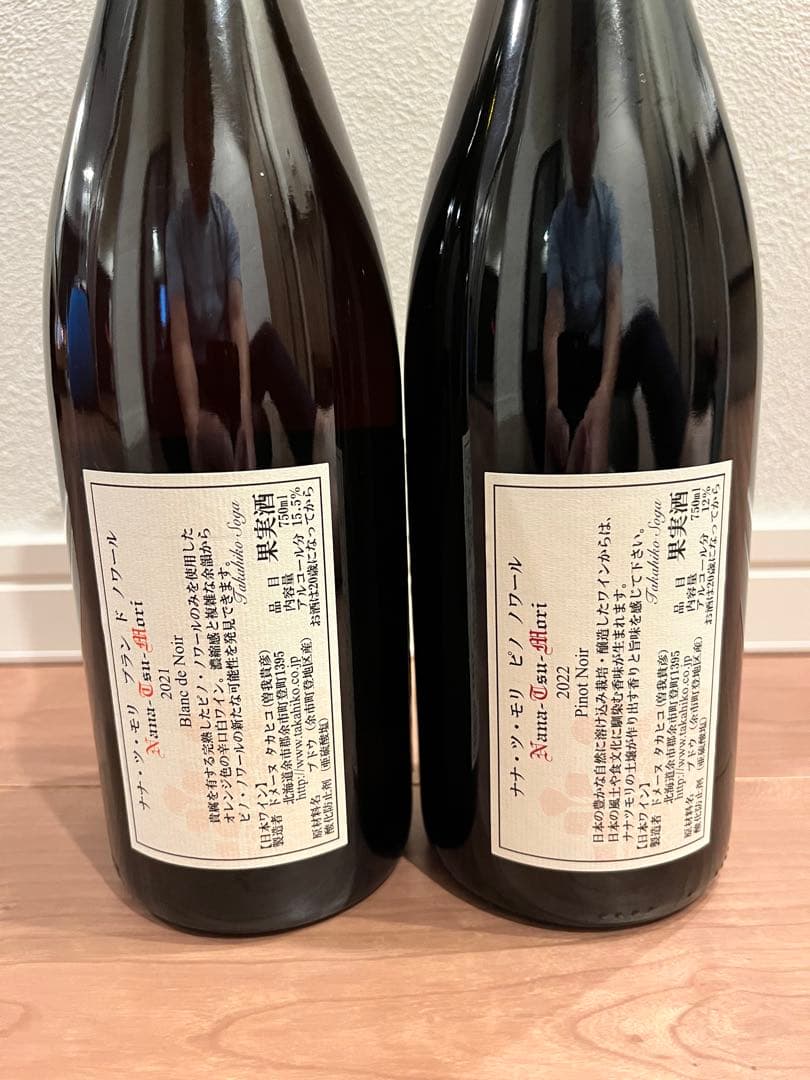 ナナ・ツ・モリ ブラン ド ノワール
Nana-Tsu-Mori
2021
Blanc de Noir
貴腐を有する完熟したピノ・ノワールのみを使用した
オレンジ色の辛口白ワイン。濃縮感と複雑な余韻から
ピノ・ノワールの新たな可能性を発見できます。
Takahiko Soga
【日本ワイン】
製造者 ドメーヌ タカヒコ(曽我貴彦)
北海道余市郡余市町登町1395
http://www.takahiko.co.jp
原材料名 ブドウ(余市町登地区産)
酸化防止剤(亜硫酸塩)
品目 果実酒
内容量 750ml
アルコール分 15.5%
お酒は20歳になってから
ナナ・ツ・モリ ピノ ノワール
Nana-Tsu-Mori
2022
Pinot Noir
日本の豊かな自然に溶け込み栽培・醸造したワインからは、
日本の風土や食文化に馴染む香味が生まれます。
ナナツモリの土壌が作り出す香りと旨味を感じて下さい。
Takahiko Soga
【日本ワイン】
製造者 ドメーヌ タカヒコ(曽我貴彦)
北海道余市郡余市町登町1395
http://www.takahiko.co.jp
原材料名 ブドウ(余市町登地区産)
酸化防止剤(亜硫酸塩)
品目 果実酒
内容量 750ml
アルコール分 12%
お酒は20歳になってから